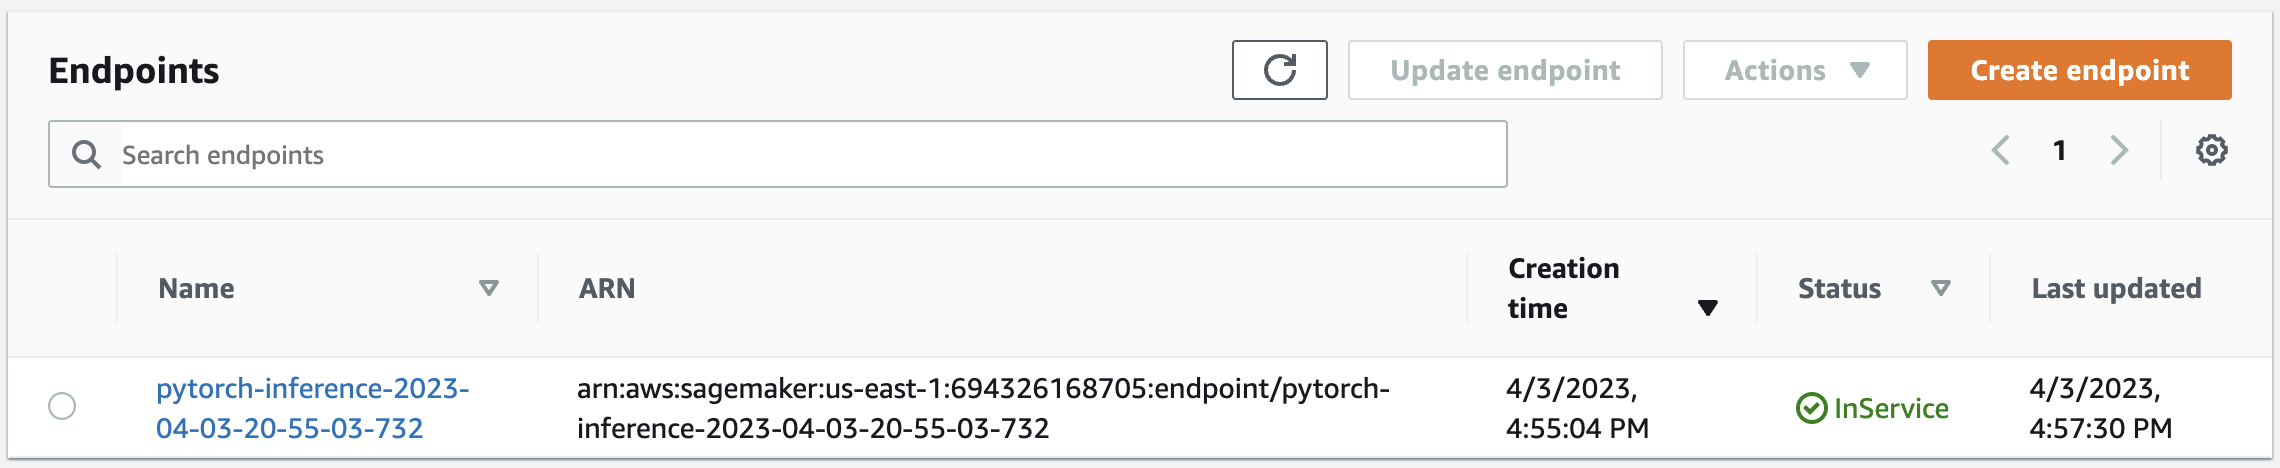 Endpoints
Update endpoint
Actions
Create endpoint
Search endpoints
1
Name
ARN
Creation
time
Status
Last updated
pytorch-inference-2023-
04-03-20-55-03-732
arn:aws:sagemaker:us-east-1:694326168705:endpoint/pytorch-
inference-2023-04-03-20-55-03-732
4/3/2023,
4:55:04 PM
InService
4/3/2023,
4:57:30 PM